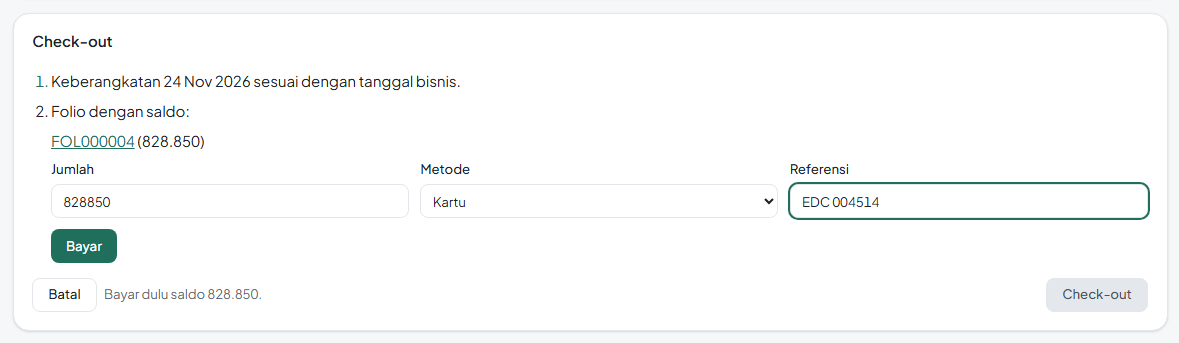 Check-out
1. Keberangkatan 24 Nov 2026 sesuai dengan tanggal bisnis.
2. Folio dengan saldo:
FOL000004 (828.850)
Jumlah Metode Referensi
828850 Kartu EDC 004514
Bayar
Batal Bayar dulu saldo 828.850. Check-out